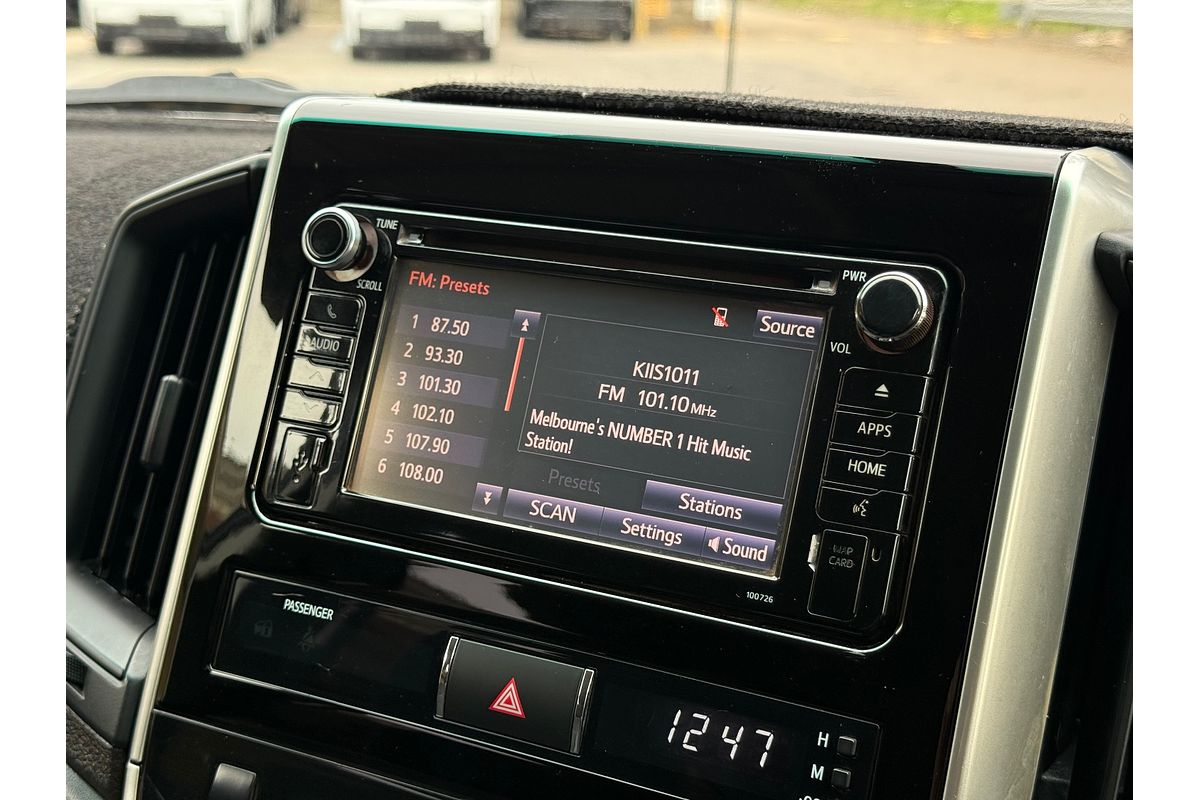 TUNE
SCROLL
AUDIO
FM: Presets
1 87.50
2 93.30
3 101.30
4 102.10
5 107.90
6 108.00
Source
KIIS1011
FM 101.10 MHz
Melbourne's NUMBER 1 Hit Music
Station!
Presets
Stations
SCAN
Settings
Sound
PWR
VOL
APPS
HOME
MAP
CARD
100726
PASSENGER
1247
H
M